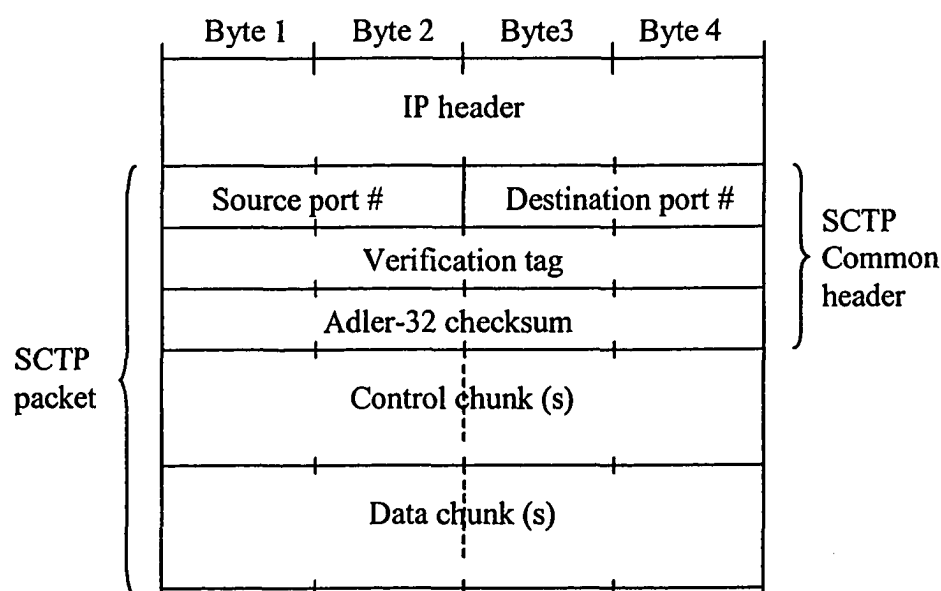 Byte 1 Byte 2 Byte3 Byte 4
IP header
Source port # Destination port #
Verification tag
Adler-32 checksum
Control chunk (s)
Data chunk (s)
SCTP
packet
SCTP
Common
header